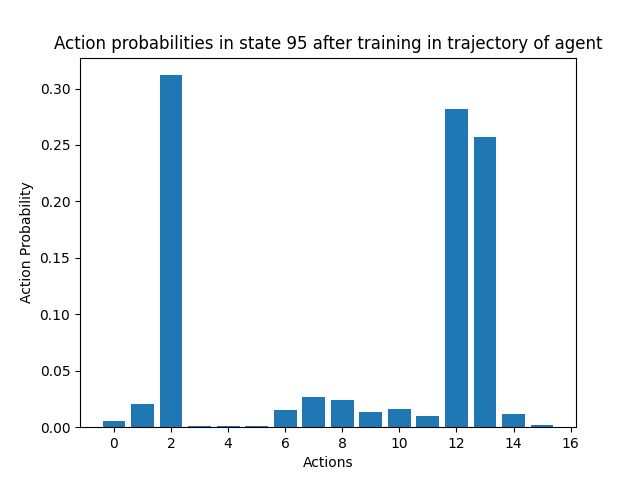 Action probabilities in state 95 after training in trajectory of agent
0.30
0.25
0.20
0.15
0.10
0.05
0.00
Action Probability
0 2 4 6 8 10 12 14 16
Actions